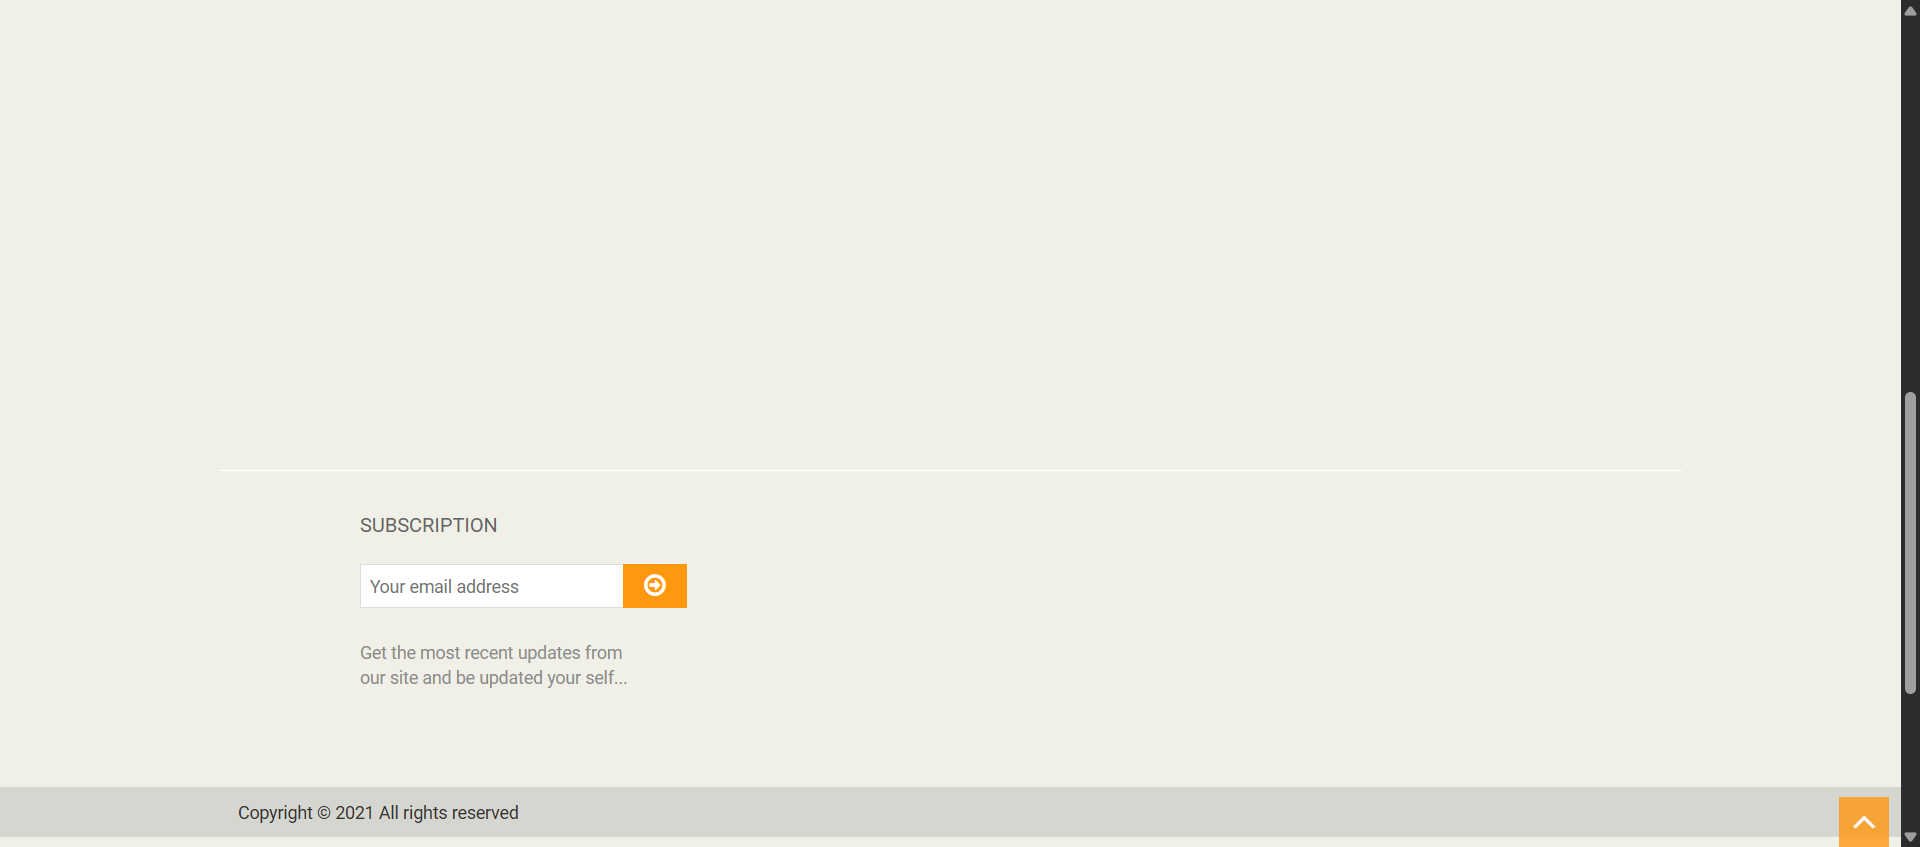 SUBSCRIPTION
Your email address
Get the most recent updates from
our site and be updated your self...
Copyright © 2021 All rights reserved